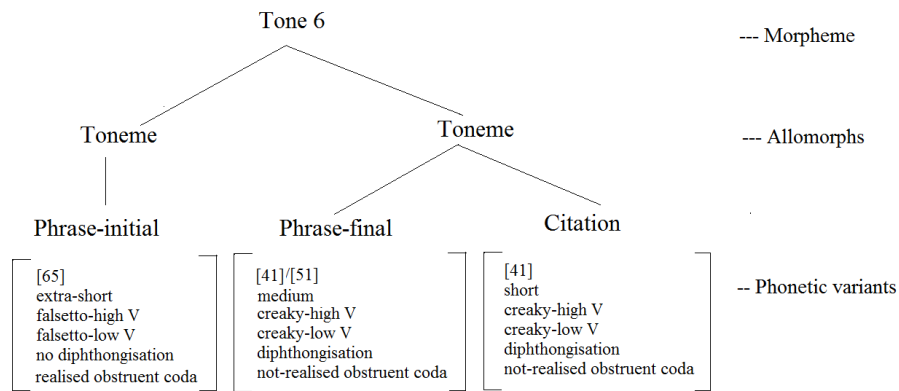 Tone 6
--- Morpheme
Toneme
Toneme
--- Allomorphs
Phrase-initial
Phrase-final
Citation
[65]
extra-short
falsetto-high V
falsetto-low V
no diphthongisation
realised obstruent coda
[41]/[51]
medium
creaky-high V
creaky-low V
diphthongisation
not-realised obstruent coda
[41]
short
creaky-high V
creaky-low V
diphthongisation
not-realised obstruent coda
-- Phonetic variants